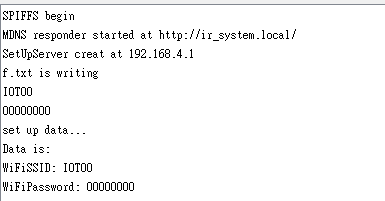 SPIFFS begin
MDNS responder started at http://ir_system.local/
SetUpServer creat at 192.168.4.1
f.txt is writing
IOT00
00000000
set up data...
Data is:
WiFiSSID: IOT00
WiFiPassword: 00000000